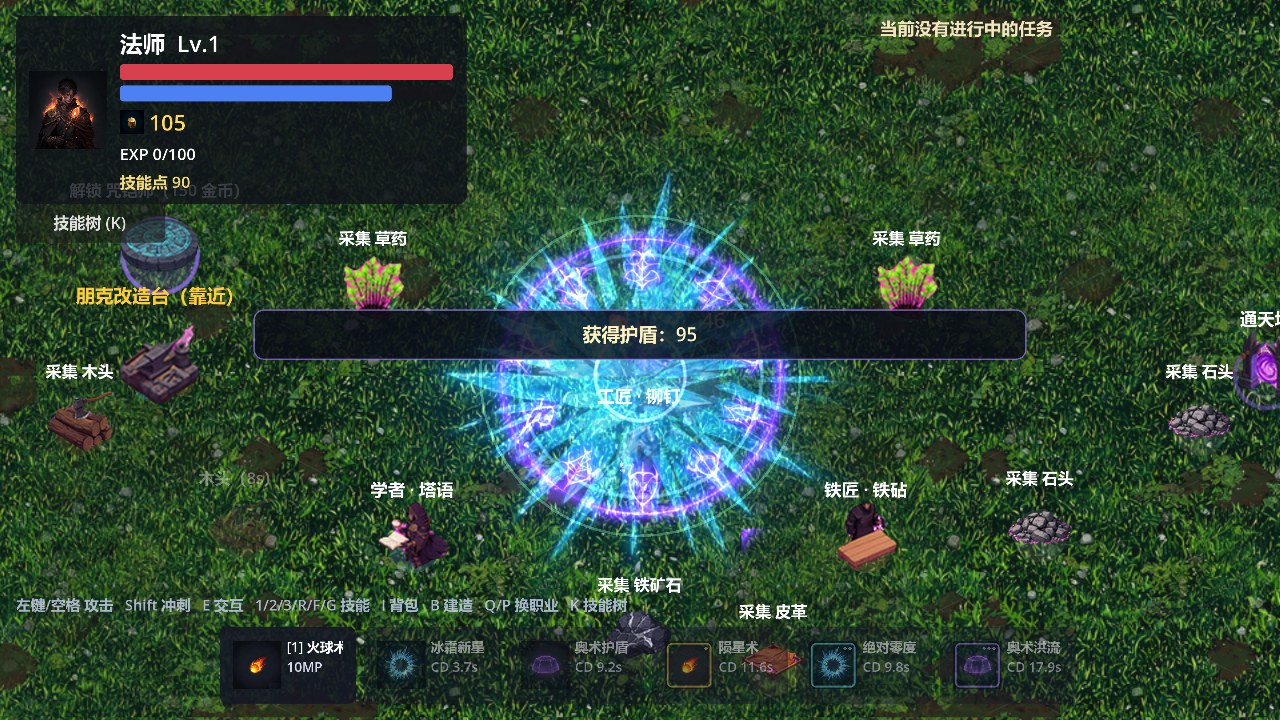 法师 Lv.1
105
EXP 0/100
技能点 90
金币）
技能树 (K)
当前没有进行中的任务
采集 草药
采集 草药
朋克改造台（靠近）
获得护盾：95
通天
采集 木头
采集 石头
工匠 · 铆钉
木头（8s）
学者 · 塔语
铁匠 · 铁砧
采集 石头
采集 铁矿石
左键/空格 攻击 Shift 冲刺 E 交互 1/2/3/R/F/G 技能 I 背包 B 建造 Q/P 换职业 K 技能树
采集 皮革
[1] 火球术
10MP
冰霜新星
CD 3.7s
奥术护盾
CD 9.2s
陨星术
CD 11.6s
绝对零度
CD 9.8s
奥术洪流
CD 17.9s